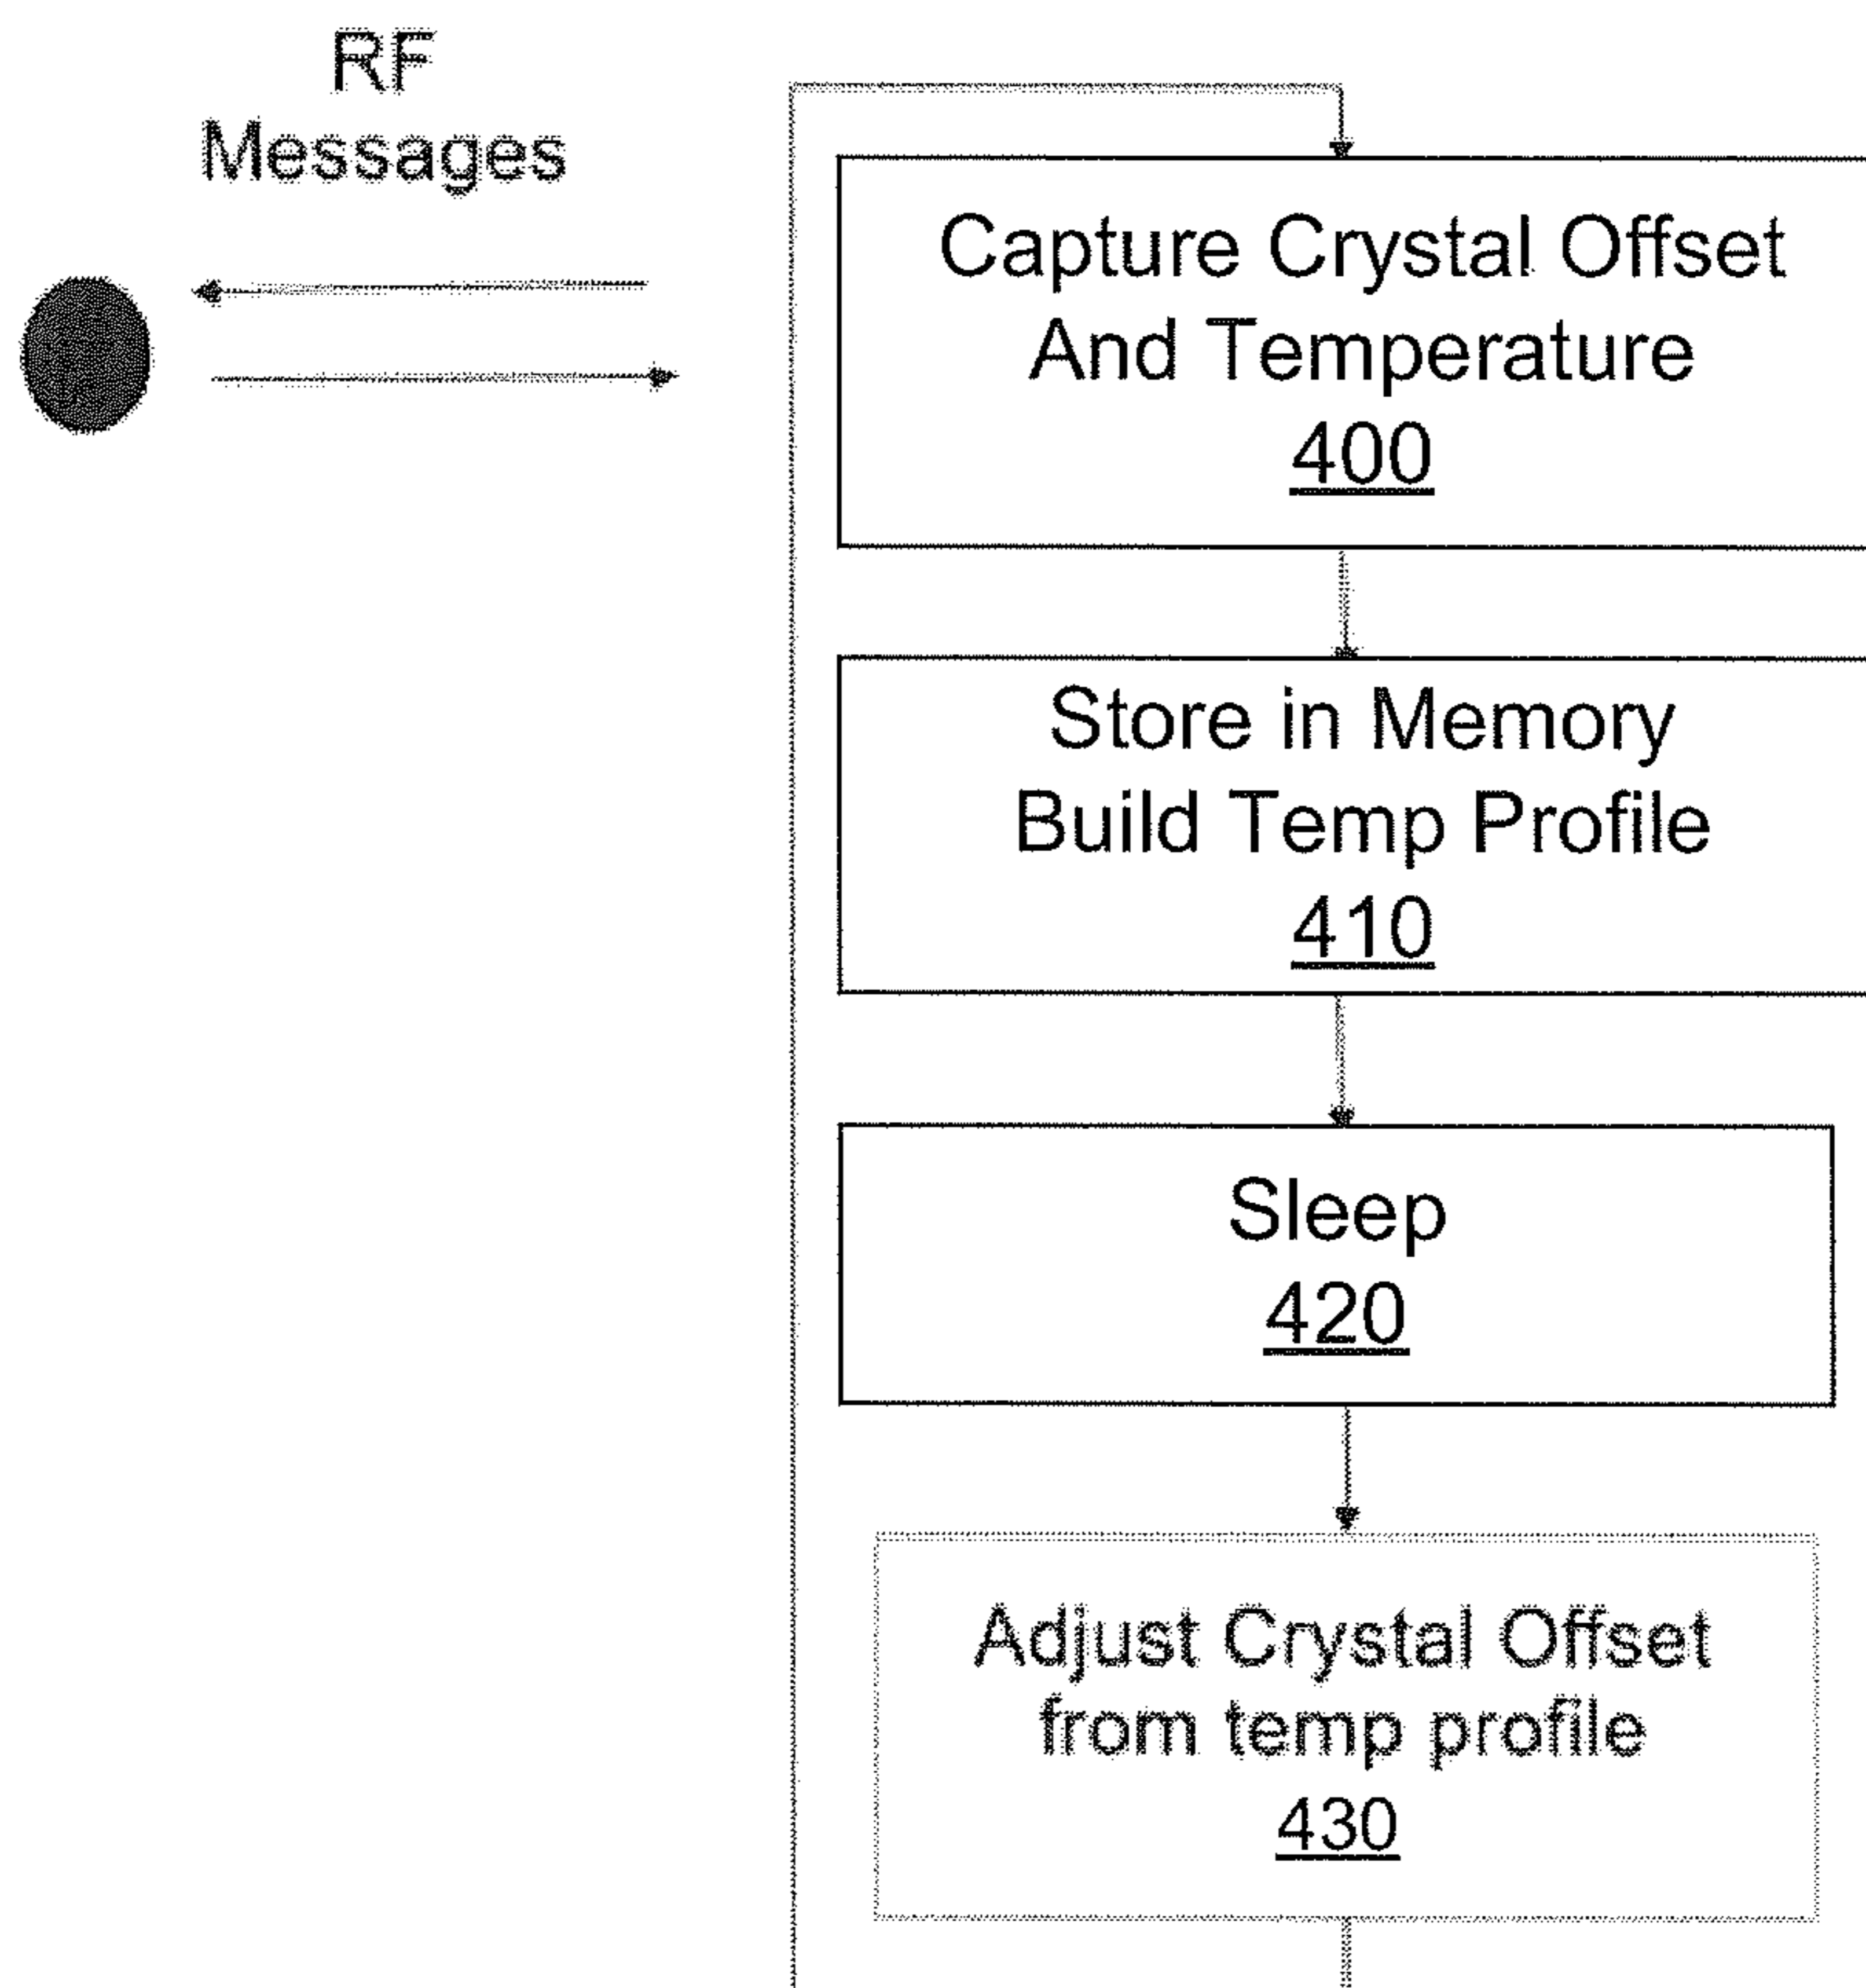 RF
Messages
Capture Crystal Offset
And Temperature
400
Store in Memory
Build Temp Profile
410
Sleep
420
Adjust Crystal Offset
from temp profile
430